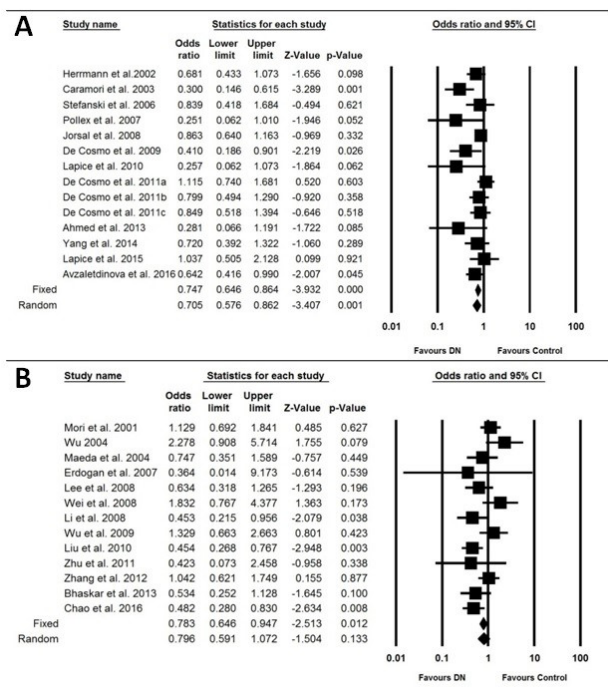 A
Study name Statistics for each study Odds ratio and 95% CI
Odds Lower Upper
ratio limit limit Z-Value p-Value
Herrmann et al.2002 0.681 0.433 1.073 -1.656 0.098
Caramori et al. 2003 0.300 0.146 0.615 -3.289 0.001
Stefanski et al. 2006 0.839 0.418 1.684 -0.494 0.621
Pollex et al. 2007 0.251 0.062 1.010 -1.946 0.052
Jorsal et al. 2008 0.863 0.640 1.163 -0.969 0.332
De Cosmo et al. 2009 0.410 0.186 0.901 -2.219 0.026
Lapice et al. 2010 0.257 0.062 1.073 -1.864 0.062
De Cosmo et al. 2011a 1.115 0.740 1.681 0.520 0.603
De Cosmo et al. 2011b 0.799 0.494 1.290 -0.920 0.358
De Cosmo et al. 2011c 0.849 0.518 1.394 -0.646 0.518
Ahmed et al. 2013 0.281 0.066 1.191 -1.722 0.085
Yang et al. 2014 0.720 0.392 1.322 -1.060 0.289
Lapice et al. 2015 1.037 0.505 2.128 0.099 0.921
Avzaletdinova et al. 2016 0.642 0.416 0.990 -2.007 0.045
Fixed 0.747 0.646 0.864 -3.932 0.000
Random 0.705 0.576 0.862 -3.407 0.001
0.01 0.1 1 10 100
Favours DN Favours Control
B
Study name Statistics for each study Odds ratio and 95% CI
Odds Lower Upper
ratio limit limit Z-Value p-Value
Mori et al. 2001 1.129 0.692 1.841 0.485 0.627
Wu 2004 2.278 0.908 5.714 1.755 0.079
Maeda et al. 2004 0.747 0.351 1.589 -0.757 0.449
Erdogan et al. 2007 0.364 0.014 9.173 -0.614 0.539
Lee et al. 2008 0.634 0.318 1.265 -1.293 0.196
Wei et al. 2008 1.832 0.767 4.377 1.363 0.173
Li et al. 2008 0.453 0.215 0.956 -2.079 0.038
Wu et al. 2009 1.329 0.663 2.663 0.801 0.423
Liu et al. 2010 0.454 0.268 0.767 -2.948 0.003
Zhu et al. 2011 0.423 0.073 2.458 -0.958 0.338
Zhang et al. 2012 1.042 0.621 1.749 0.155 0.877
Bhaskar et al. 2013 0.534 0.252 1.128 -1.645 0.100
Chao et al. 2016 0.482 0.280 0.830 -2.634 0.008
Fixed 0.783 0.646 0.947 -2.513 0.012
Random 0.796 0.591 1.072 -1.504 0.133
0.01 0.1 1 10 100
Favours DN Favours Control